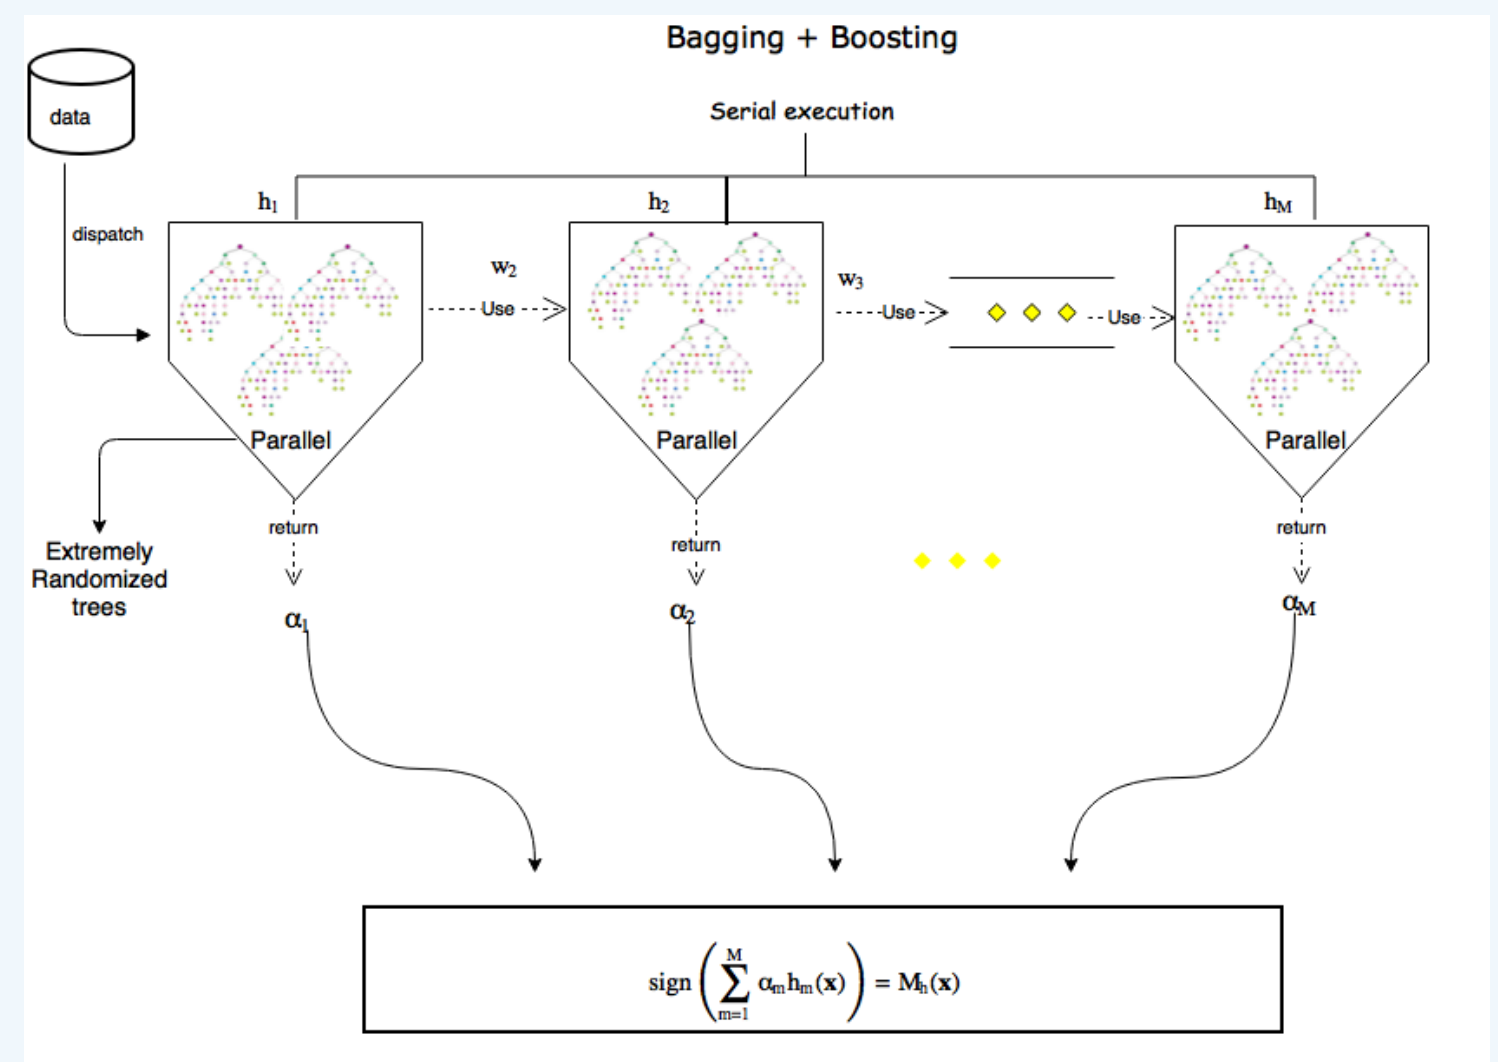 Bagging + Boosting
data
Serial execution
h₁
h₂
hM
dispatch
w₂
Use
w₃
Use
Use
Parallel
Parallel
Parallel
Extremely
Randomized
trees
return
return
return
α₁
α₂
αM
sign(∑_{m=1}^{M} αₘhₘ(x)) = Mₕ(x)